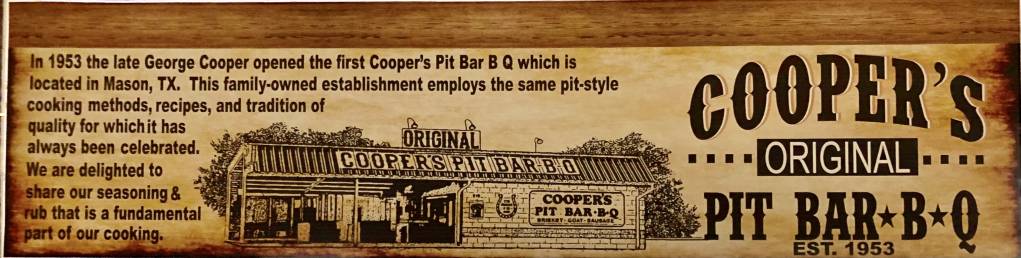 In 1953 the late George Cooper opened the first Cooper's Pit Bar B Q which is
located in Mason, TX. This family-owned establishment employs the same pit-style
cooking methods, recipes, and tradition of
quality for which it has
always been celebrated.
We are delighted to
share our seasoning &
rub that is a fundamental
part of our cooking.
ORIGINAL
COOPER'S PIT BAR-B-Q
COOPER'S
PIT BAR-B-Q
BRISKET-GOAT-SAUSAGE
COOPER'S
ORIGINAL
PIT BAR★B★Q
EST. 1953